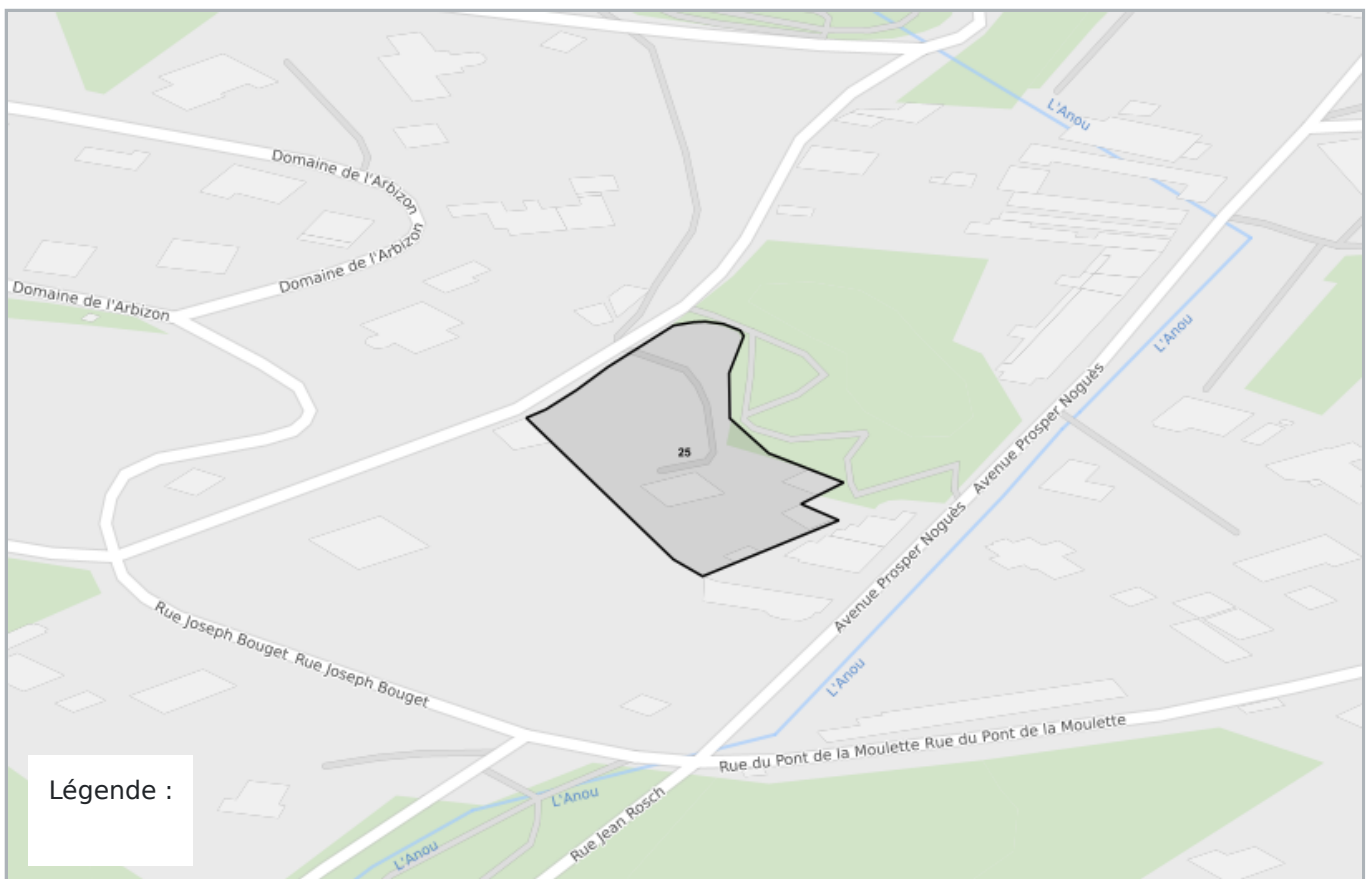 L'Anou
Domaine de l'Arbizon
Domaine de l'Arbizon
Domaine de l'Arbizon
L'Anou
Avenue Prosper Noguès
25
Avenue Prosper Noguès
Rue Joseph Bouget Rue Joseph Bouget
L'Anou
Rue du Pont de la Moulette Rue du Pont de la Moulette
Légende :
L'Anou
Rue Jean Rosch
L'Anou